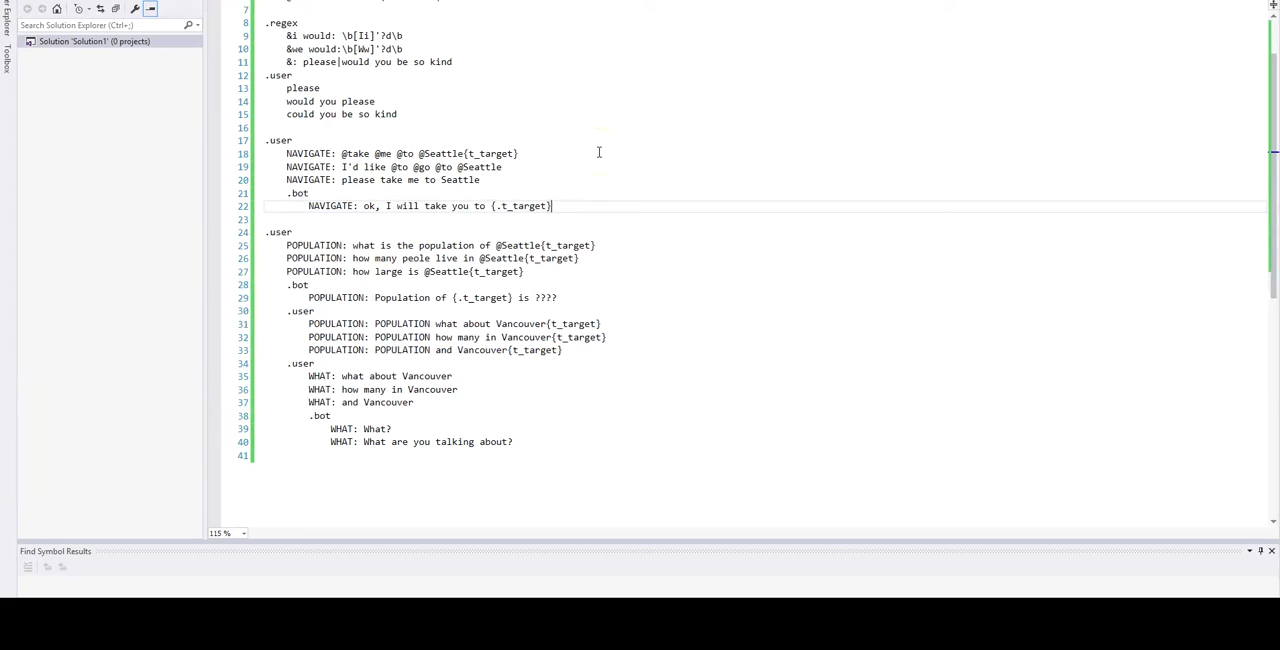 7
Search Solution Explorer (Ctrl+;)
8 .regex
Solution 'Solution1' (0 projects)
9 &i would: \b[Ii]'?d\b
10 &we would:\b[Ww]'?d\b
11 &: please|would you be so kind
12 .user
13 please
14 would you please
15 could you be so kind
16
17 .user
18 NAVIGATE: @take @me @to @Seattle{t_target}
19 NAVIGATE: I'd like @to @go @to @Seattle
20 NAVIGATE: please take me to Seattle
21 .bot
22 NAVIGATE: ok, I will take you to {.t_target}
23
24 .user
25 POPULATION: what is the population of @Seattle{t_target}
26 POPULATION: how many peole live in @Seattle{t_target}
27 POPULATION: how large is @Seattle{t_target}
28 .bot
29 POPULATION: Population of {.t_target} is ????
30 .user
31 POPULATION: POPULATION what about Vancouver{t_target}
32 POPULATION: POPULATION how many in Vancouver{t_target}
33 POPULATION: POPULATION and Vancouver{t_target}
34 .user
35 WHAT: what about Vancouver
36 WHAT: how many in Vancouver
37 WHAT: and Vancouver
38 .bot
39 WHAT: What?
40 WHAT: What are you talking about?
41
115 %
Find Symbol Results
Explorer
Toolbox